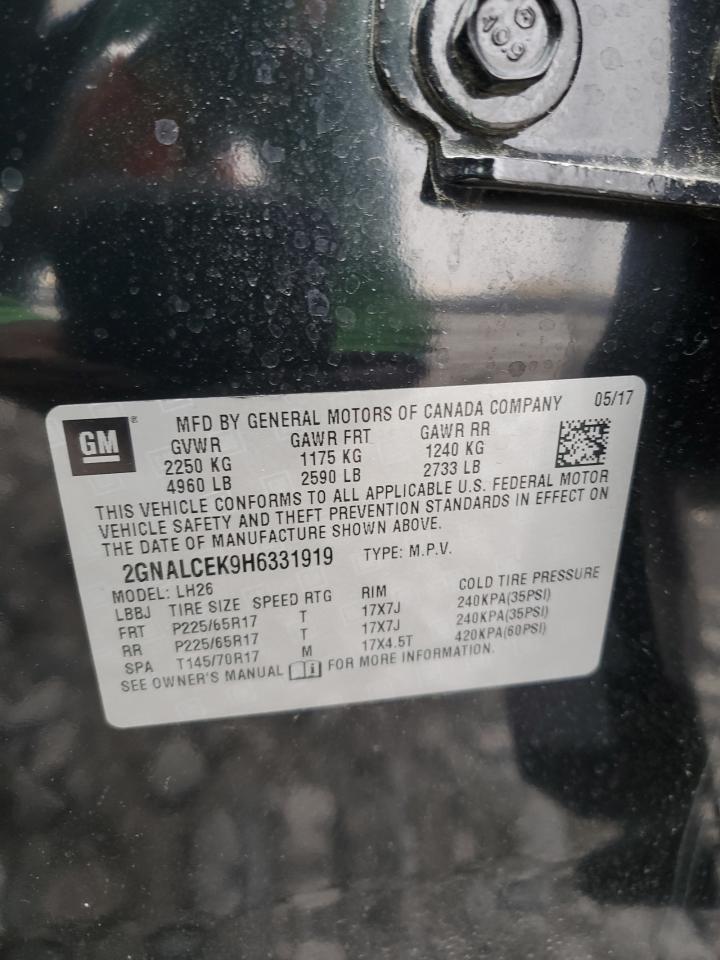 10.9
GM
MFD BY GENERAL MOTORS OF CANADA COMPANY 05/17
GVWR GAWR FRT GAWR RR
2250 KG 1175 KG 1240 KG
4960 LB 2590 LB 2733 LB
THIS VEHICLE CONFORMS TO ALL APPLICABLE U.S. FEDERAL MOTOR
VEHICLE SAFETY AND THEFT PREVENTION STANDARDS IN EFFECT ON
THE DATE OF MANUFACTURE SHOWN ABOVE.
2GNALCEK9H6331919 TYPE: M.P.V.
MODEL: LH26
LBBJ TIRE SIZE SPEED RTG RIM COLD TIRE PRESSURE
FRT P225/65R17 T 17X7J 240KPA(35PSI)
RR P225/65R17 T 17X7J 240KPA(35PSI)
SPA T145/70R17 M 17X4.5T 420KPA(60PSI)
SEE OWNER'S MANUAL FOR MORE INFORMATION.